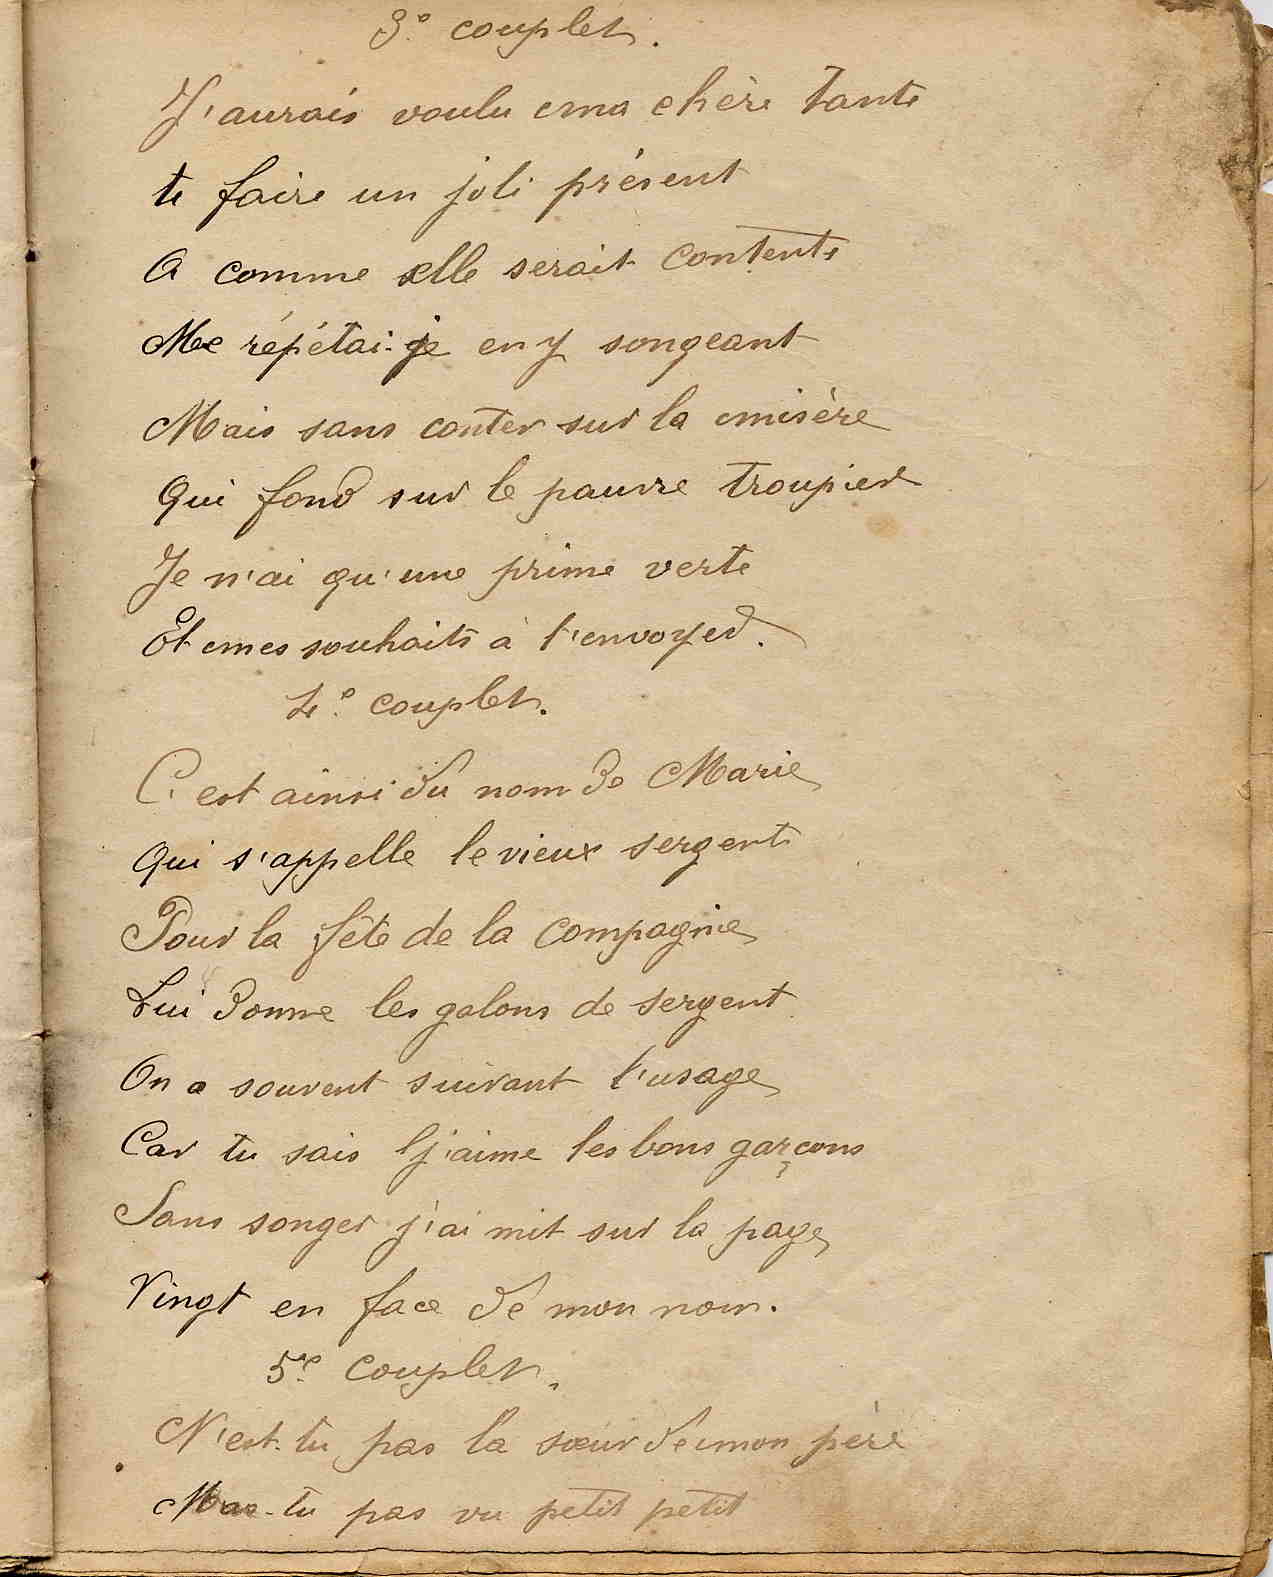 3e couplet.
J'aurais voulu ma chère tante
te faire un joli présent
A comme elle serait contente
Me répétai-je en y songeant
Mais sans conter sur la misère
Qui fond sur le pauvre troupier
Je n'ai qu'une prime verte
Et mes souhaits à t'envoyer.
4e couplet.
C'est ainsi du nom de Marie
Qui s'appelle le vieux sergent
Pour la fête de la compagnie
Lui donne les galons de sergent
On a souvent suivant l'usage
Car tu sais j'aime les bons garçons
Sans songer j'ai mit sur la page
Vingt en face de mon nom.
5e couplet.
N'est-tu pas la sœur de mon père
M'as-tu pas vu petit petit